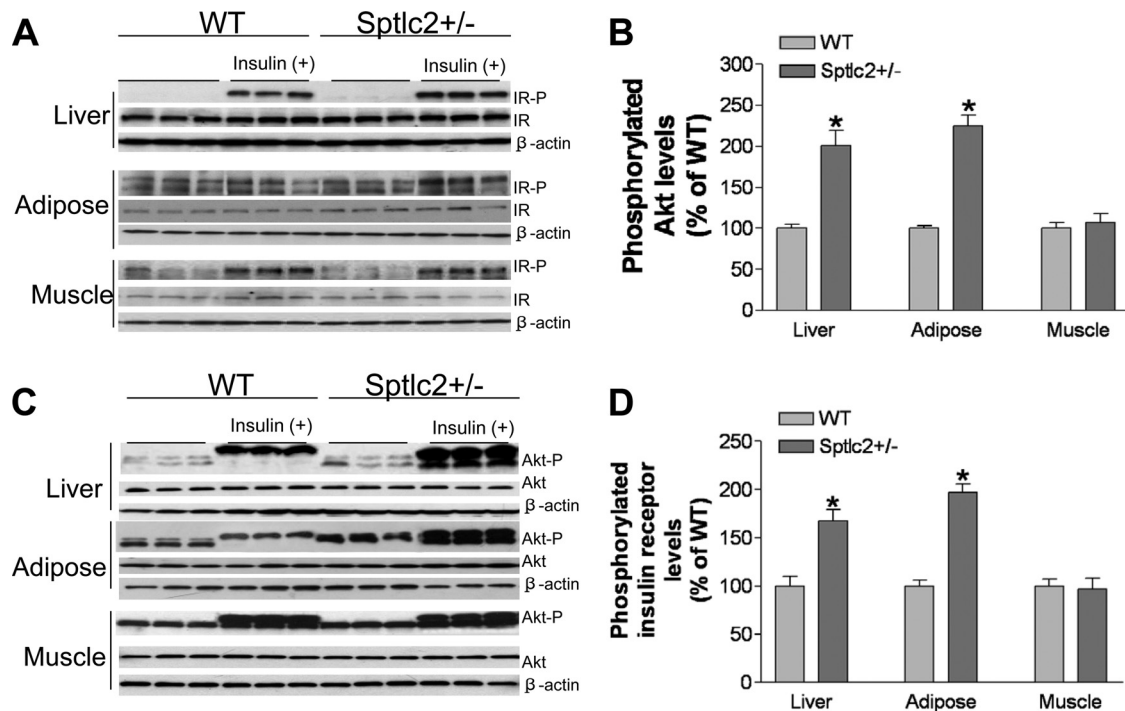 A
WT Sptlc2+/-
Insulin (+) Insulin (+)
Liver
IR-P
IR
β-actin
Adipose
IR-P
IR
β-actin
Muscle
IR-P
IR
β-actin
B
WT
Sptlc2+/-
Phosphorylated
Akt levels
(% of WT)
300
250
200
150
100
50
0
* *
Liver Adipose Muscle
C
WT Sptlc2+/-
Insulin (+) Insulin (+)
Liver
Akt-P
Akt
β-actin
Adipose
Akt-P
Akt
β-actin
Muscle
Akt-P
Akt
β-actin
D
WT
Sptlc2+/-
Phosphorylated
insulin receptor
levels
(% of WT)
250
200
150
100
50
0
* *
Liver Adipose Muscle